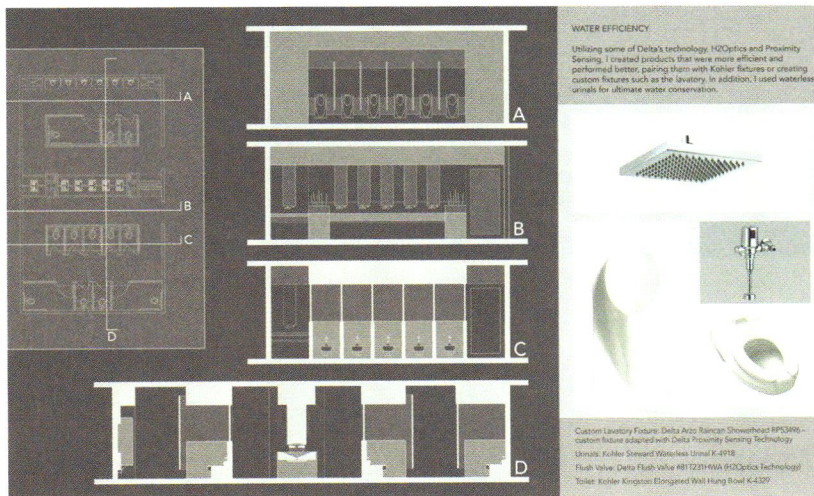 A
B
C
D
A
B
C
D
WATER EFFICIENCY
Utilizing some of Delta's technology, H2Optics and Proximity
Sensing, I created products that were more efficient and
performed better, pairing them with Kohler fixtures or creating
custom fixtures such as the lavatory. In addition, I used waterless
urinals for ultimate water conservation.
Custom Lavatory Fixture: Delta Arzo Raincan Showerhead RP53496 –
custom fixture adapted with Delta Proximity Sensing Technology
Urinals: Kohler Steward Waterless Urinal K-4918
Flush Valve: Delta Flush Valve #81T231HWA (H2Optics Technology)
Toilet: Kohler Kingston Elongated Wall Hung Bowl K-4329